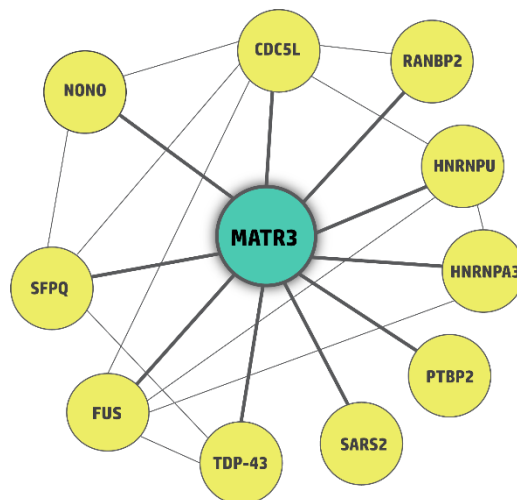 CDC5L
RANBP2
NONO
HNRNPU
MATR3
HNRNPA3
SFPQ
PTBP2
FUS
SARS2
TDP-43